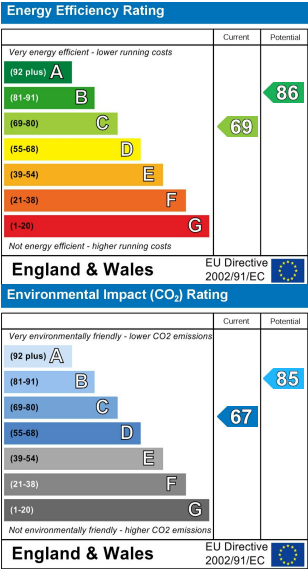 Energy Efficiency Rating
Current Potential
Very energy efficient - lower running costs
(92 plus) A
(81-91) B
(69-80) C
(55-68) D
(39-54) E
(21-38) F
(1-20) G
69
86
Not energy efficient - higher running costs
England & Wales
EU Directive
2002/91/EC
Environmental Impact (CO2) Rating
Current Potential
Very environmentally friendly - lower CO2 emissions
(92 plus) A
(81-91) B
(69-80) C
(55-68) D
(39-54) E
(21-38) F
(1-20) G
67
85
Not environmentally friendly - higher CO2 emissions
England & Wales
EU Directive
2002/91/EC